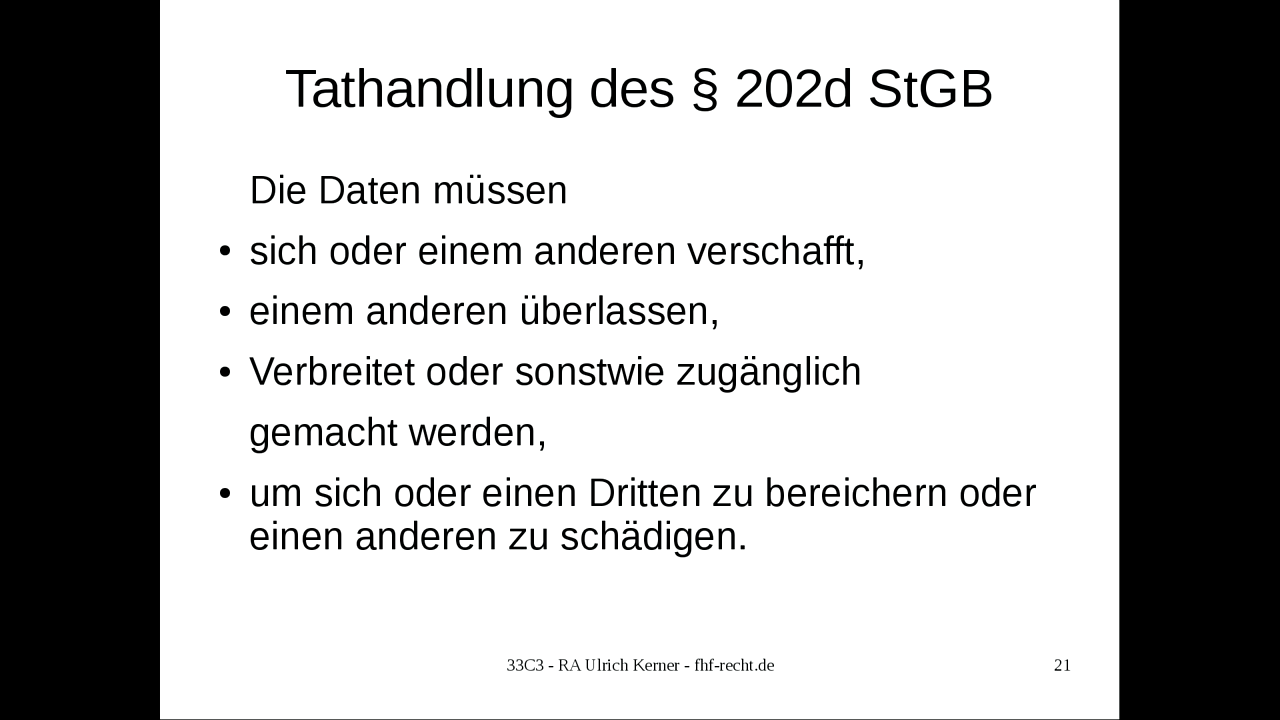 Tathandlung des § 202d StGB
Die Daten müssen
• sich oder einem anderen verschafft,
• einem anderen überlassen,
• Verbreitet oder sonstwie zugänglich
gemacht werden,
• um sich oder einen Dritten zu bereichern oder
einen anderen zu schädigen.
33C3 - RA Ulrich Kerner - fhf-recht.de
21